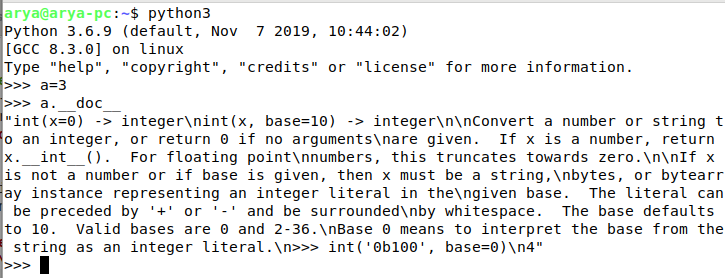 arya@arya-pc:~$ python3
Python 3.6.9 (default, Nov  7 2019, 10:44:02)
[GCC 8.3.0] on linux
Type "help", "copyright", "credits" or "license" for more information.
>>> a=3
>>> a.__doc__
"int(x=0) -> integer\nint(x, base=10) -> integer\n\nConvert a number or string t
o an integer, or return 0 if no arguments\nare given.  If x is a number, return
x.__int__().  For floating point\nnumbers, this truncates towards zero.\n\nIf x
is not a number or if base is given, then x must be a string,\nbytes, or bytearr
ay instance representing an integer literal in the\ngiven base.  The literal can
 be preceded by '+' or '-' and be surrounded\nby whitespace.  The base defaults
to 10.  Valid bases are 0 and 2-36.\nBase 0 means to interpret the base from the
 string as an integer literal.\n>>> int('0b100', base=0)\n4"
>>>